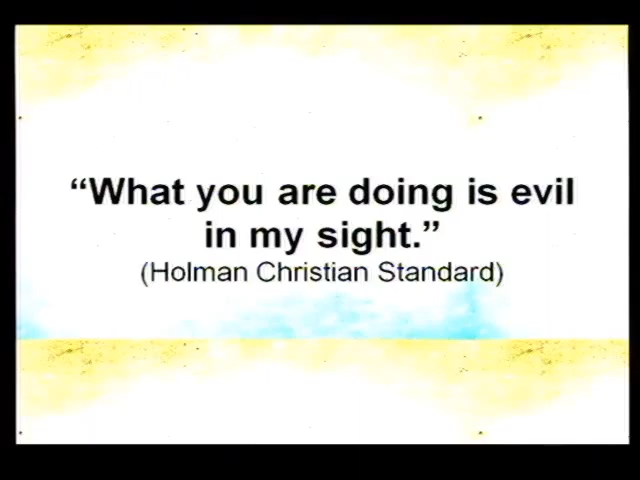 “What you are doing is evil
in my sight.”
(Holman Christian Standard)